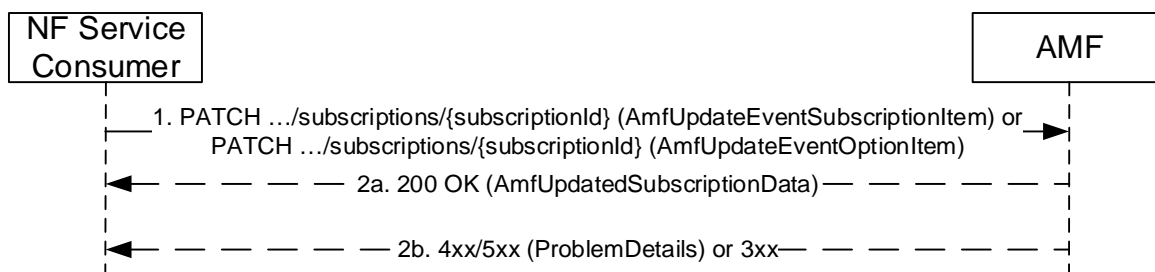 NF Service
Consumer
AMF
1. PATCH …/subscriptions/{subscriptionId} (AmfUpdateEventSubscriptionItem) or
PATCH …/subscriptions/{subscriptionId} (AmfUpdateEventOptionItem)
2a. 200 OK (AmfUpdatedSubscriptionData)
2b. 4xx/5xx (ProblemDetails) or 3xx